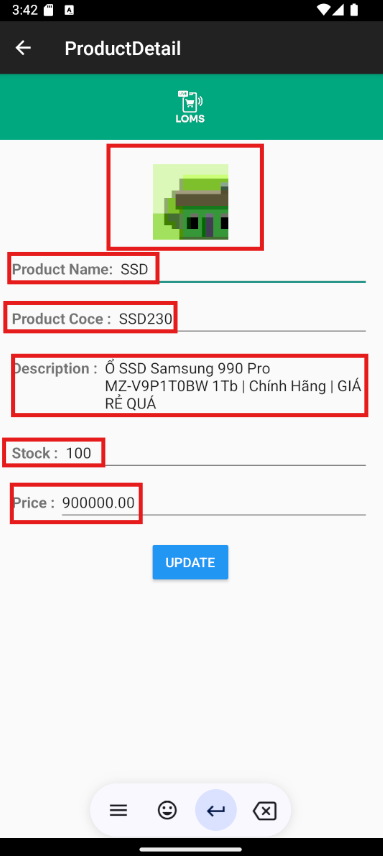 3:42
A
ProductDetail
LOMS
Product Name: SSD
Product Coce : SSD230
Description : Ổ SSD Samsung 990 Pro
MZ-V9P1T0BW 1Tb | Chính Hãng | GIÁ
RẺ QUÁ
Stock : 100
Price : 900000.00
UPDATE